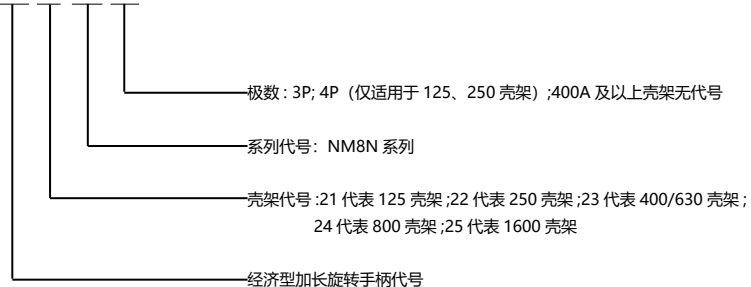 极数 : 3P; 4P（仅适用于 125、250 壳架）;400A 及以上壳架无代号
系列代号：NM8N 系列
壳架代号 :21 代表 125 壳架 ;22 代表 250 壳架 ;23 代表 400/630 壳架 ;
24 代表 800 壳架 ;25 代表 1600 壳架
经济型加长旋转手柄代号